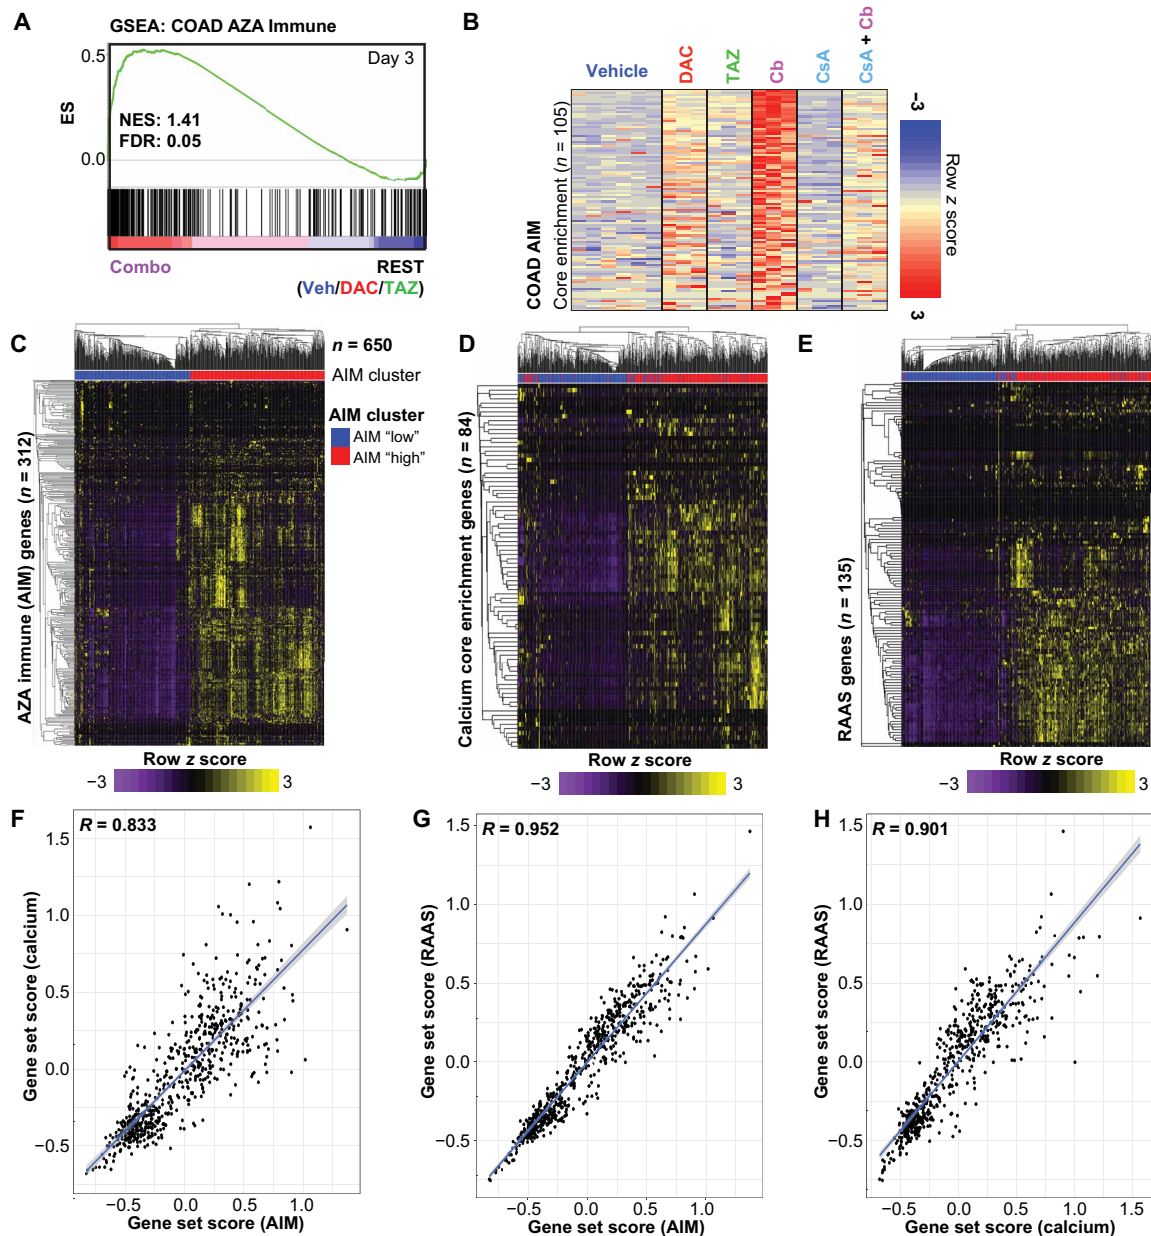 A
GSEA: COAD AZA Immune
0.5
Day 3
ES
NES: 1.41
FDR: 0.05
0.0
Combo
REST
(Veh/DAC/TAZ)
B
Vehicle
DAC
TAZ
Cb
CsA
CsA + Cb
COAD AIM
Core enrichment (n = 105)
−3
Row z score
3
C
n = 650
AIM cluster
AIM cluster
AIM "low"
AIM "high"
AZA immune (AIM) genes (n = 312)
Row z score
−3
3
D
Calcium core enrichment genes (n = 84)
Row z score
−3
3
E
RAAS genes (n = 135)
Row z score
−3
3
F
R = 0.833
1.5
1.0
0.5
0.0
−0.5
Gene set score (calcium)
−0.5
0.0
0.5
1.0
Gene set score (AIM)
G
R = 0.952
1.5
1.0
0.5
0.0
−0.5
Gene set score (RAAS)
−0.5
0.0
0.5
1.0
Gene set score (AIM)
H
R = 0.901
1.5
1.0
0.5
0.0
−0.5
Gene set score (RAAS)
−0.5
0.0
0.5
1.0
1.5
Gene set score (calcium)